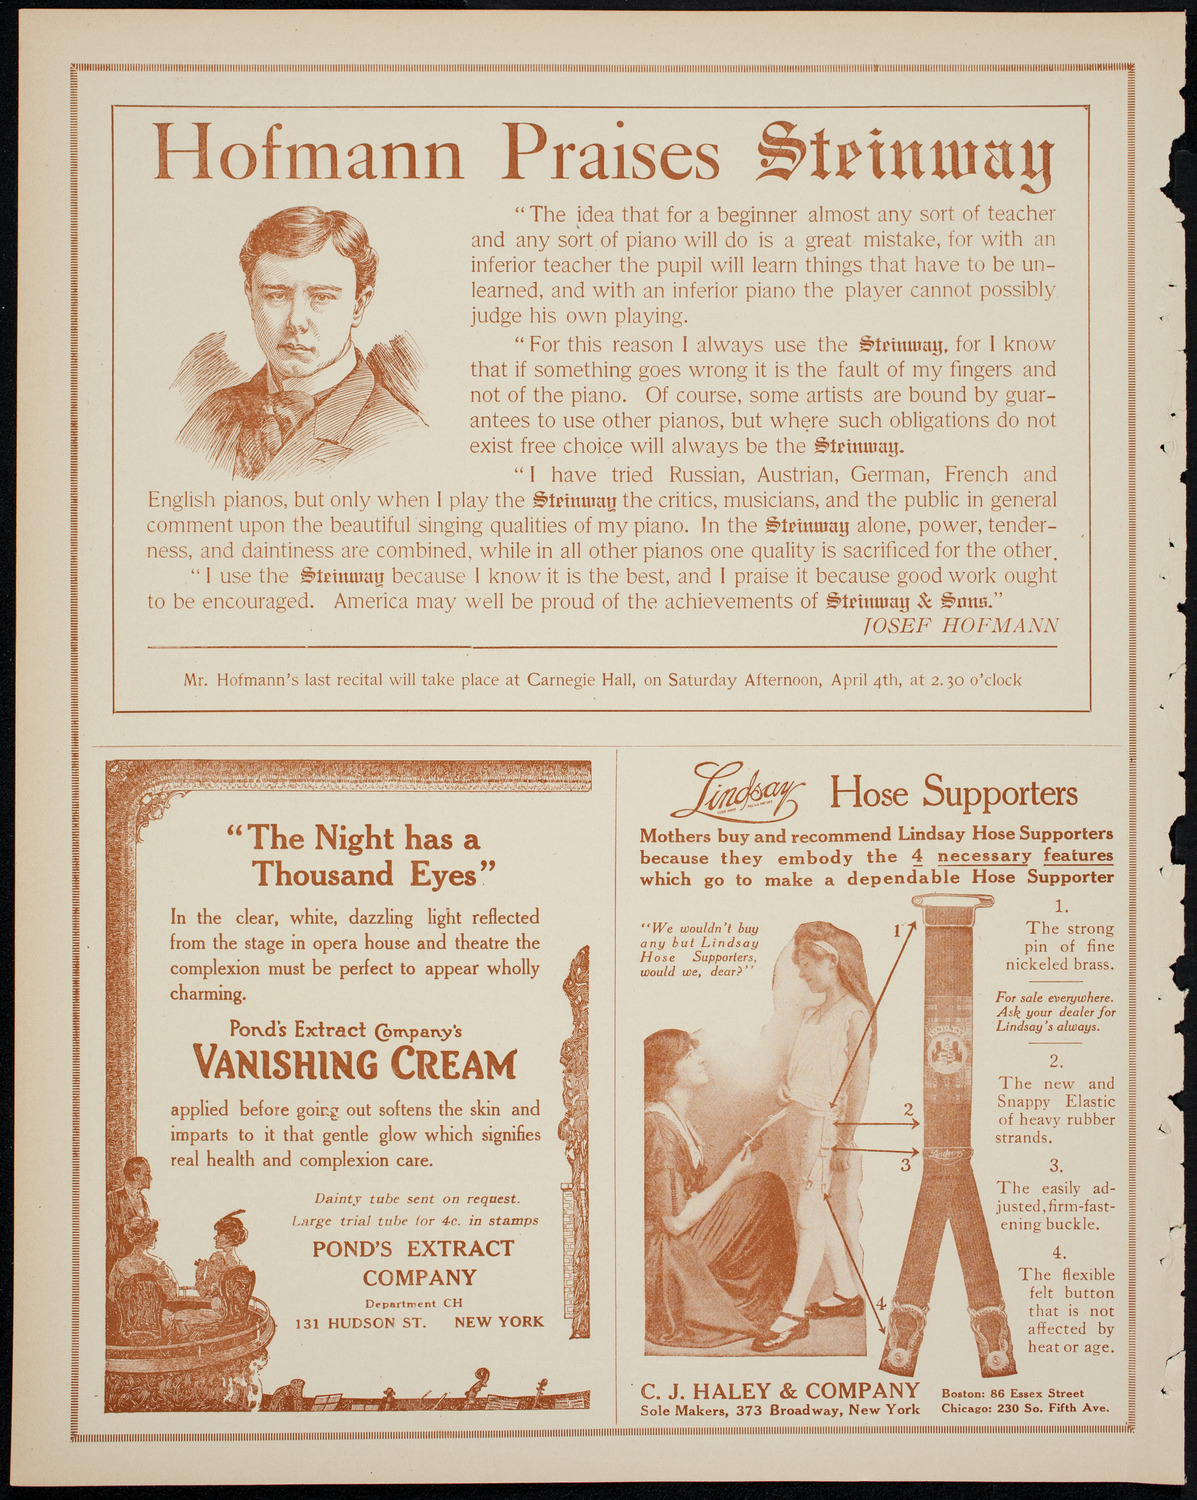 Hofmann Praises Steinway
“The idea that for a beginner almost any sort of teacher
and any sort of piano will do is a great mistake, for with an
inferior teacher the pupil will learn things that have to be un-
learned, and with an inferior piano the player cannot possibly
judge his own playing.
“For this reason I always use the Steinway, for I know
that if something goes wrong it is the fault of my fingers and
not of the piano. Of course, some artists are bound by guar-
antees to use other pianos, but where such obligations do not
exist free choice will always be the Steinway.
“I have tried Russian, Austrian, German, French and
English pianos, but only when I play the Steinway the critics, musicians, and the public in general
comment upon the beautiful singing qualities of my piano. In the Steinway alone, power, tender-
ness, and daintiness are combined, while in all other pianos one quality is sacrificed for the other.
“I use the Steinway because I know it is the best, and I praise it because good work ought
to be encouraged. America may well be proud of the achievements of Steinway & Sons.”
JOSEF HOFMANN
Mr. Hofmann's last recital will take place at Carnegie Hall, on Saturday Afternoon, April 4th, at 2.30 o'clock
“The Night has a
Thousand Eyes”
In the clear, white, dazzling light reflected
from the stage in opera house and theatre the
complexion must be perfect to appear wholly
charming.
Pond's Extract Company's
VANISHING CREAM
applied before going out softens the skin and
imparts to it that gentle glow which signifies
real health and complexion care.
Dainty tube sent on request.
Large trial tube for 4c. in stamps
POND'S EXTRACT
COMPANY
Department CH
131 HUDSON ST. NEW YORK
Lindsay Hose Supporters
Mothers buy and recommend Lindsay Hose Supporters
because they embody the 4 necessary features
which go to make a dependable Hose Supporter
“We wouldn't buy
any but Lindsay
Hose Supporters,
would we, dear?”
1
2
3
4
Lindsay
1.
The strong
pin of fine
nickeled brass.
For sale everywhere.
Ask your dealer for
Lindsay's always.
2.
The new and
Snappy Elastic
of heavy rubber
strands.
3.
The easily ad-
justed, firm-fast-
ening buckle.
4.
The flexible
felt button
that is not
affected by
heat or age.
C. J. HALEY & COMPANY
Sole Makers, 373 Broadway, New York
Boston: 86 Essex Street
Chicago: 230 So. Fifth Ave.